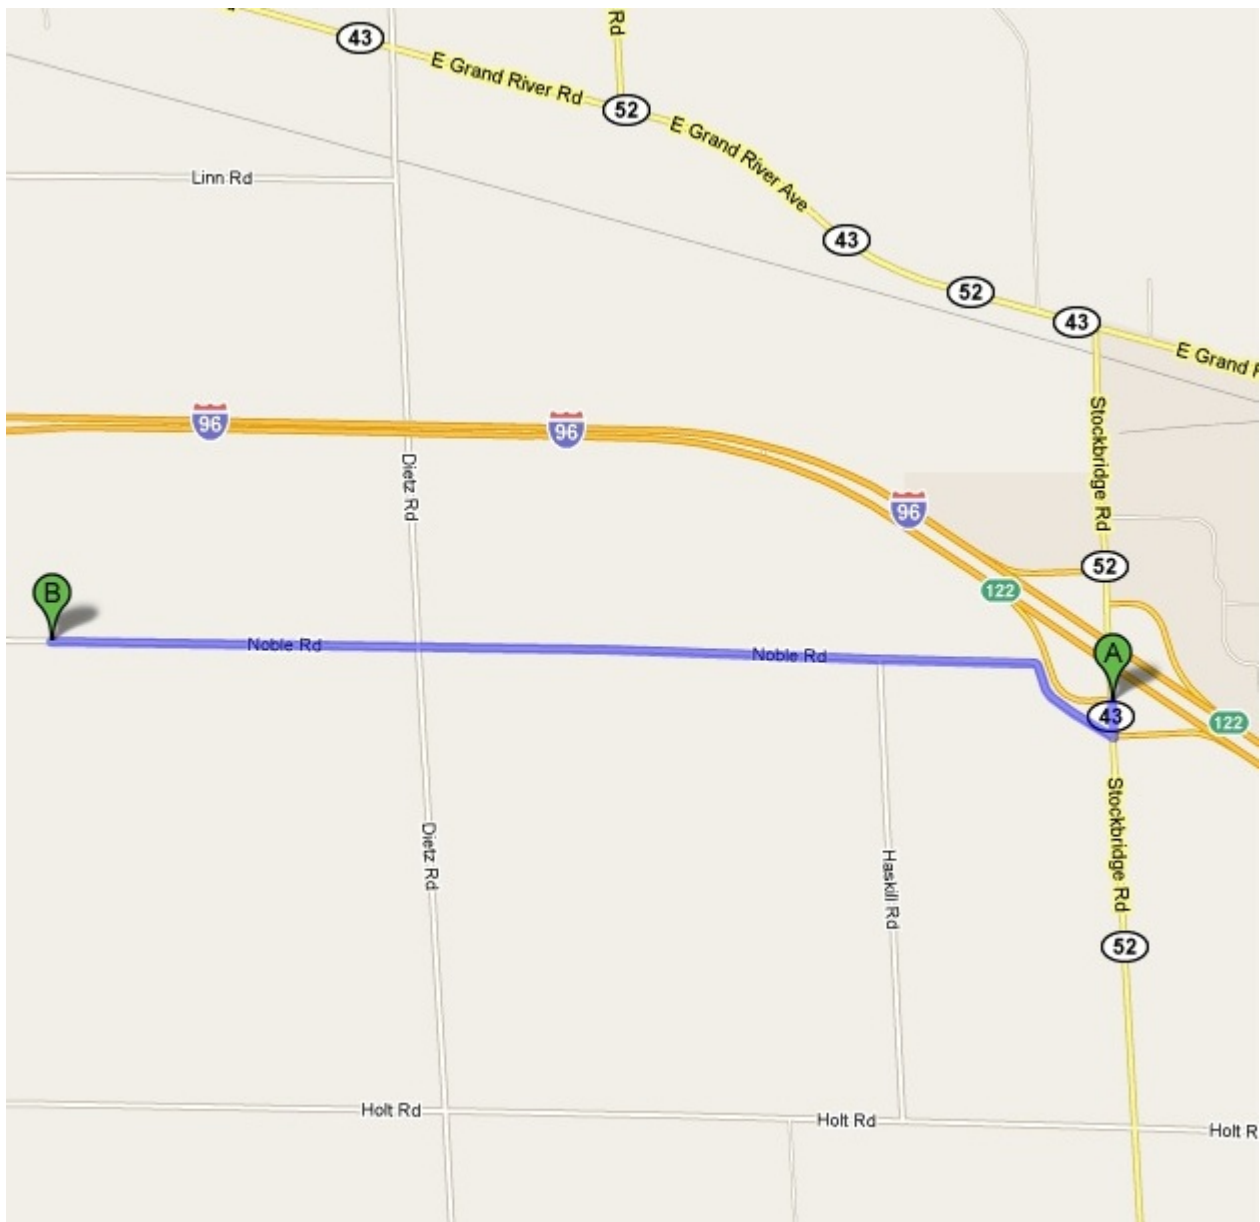 Rd
43
E Grand River Rd
52
E Grand River Ave
Linn Rd
43
52
43
E Grand R
96
96
Stockbridge Rd
Dietz Rd
96
52
122
B
Noble Rd
Noble Rd
A
43
122
Stockbridge Rd
Dietz Rd
Haskill Rd
52
Holt Rd
Holt Rd
Holt R